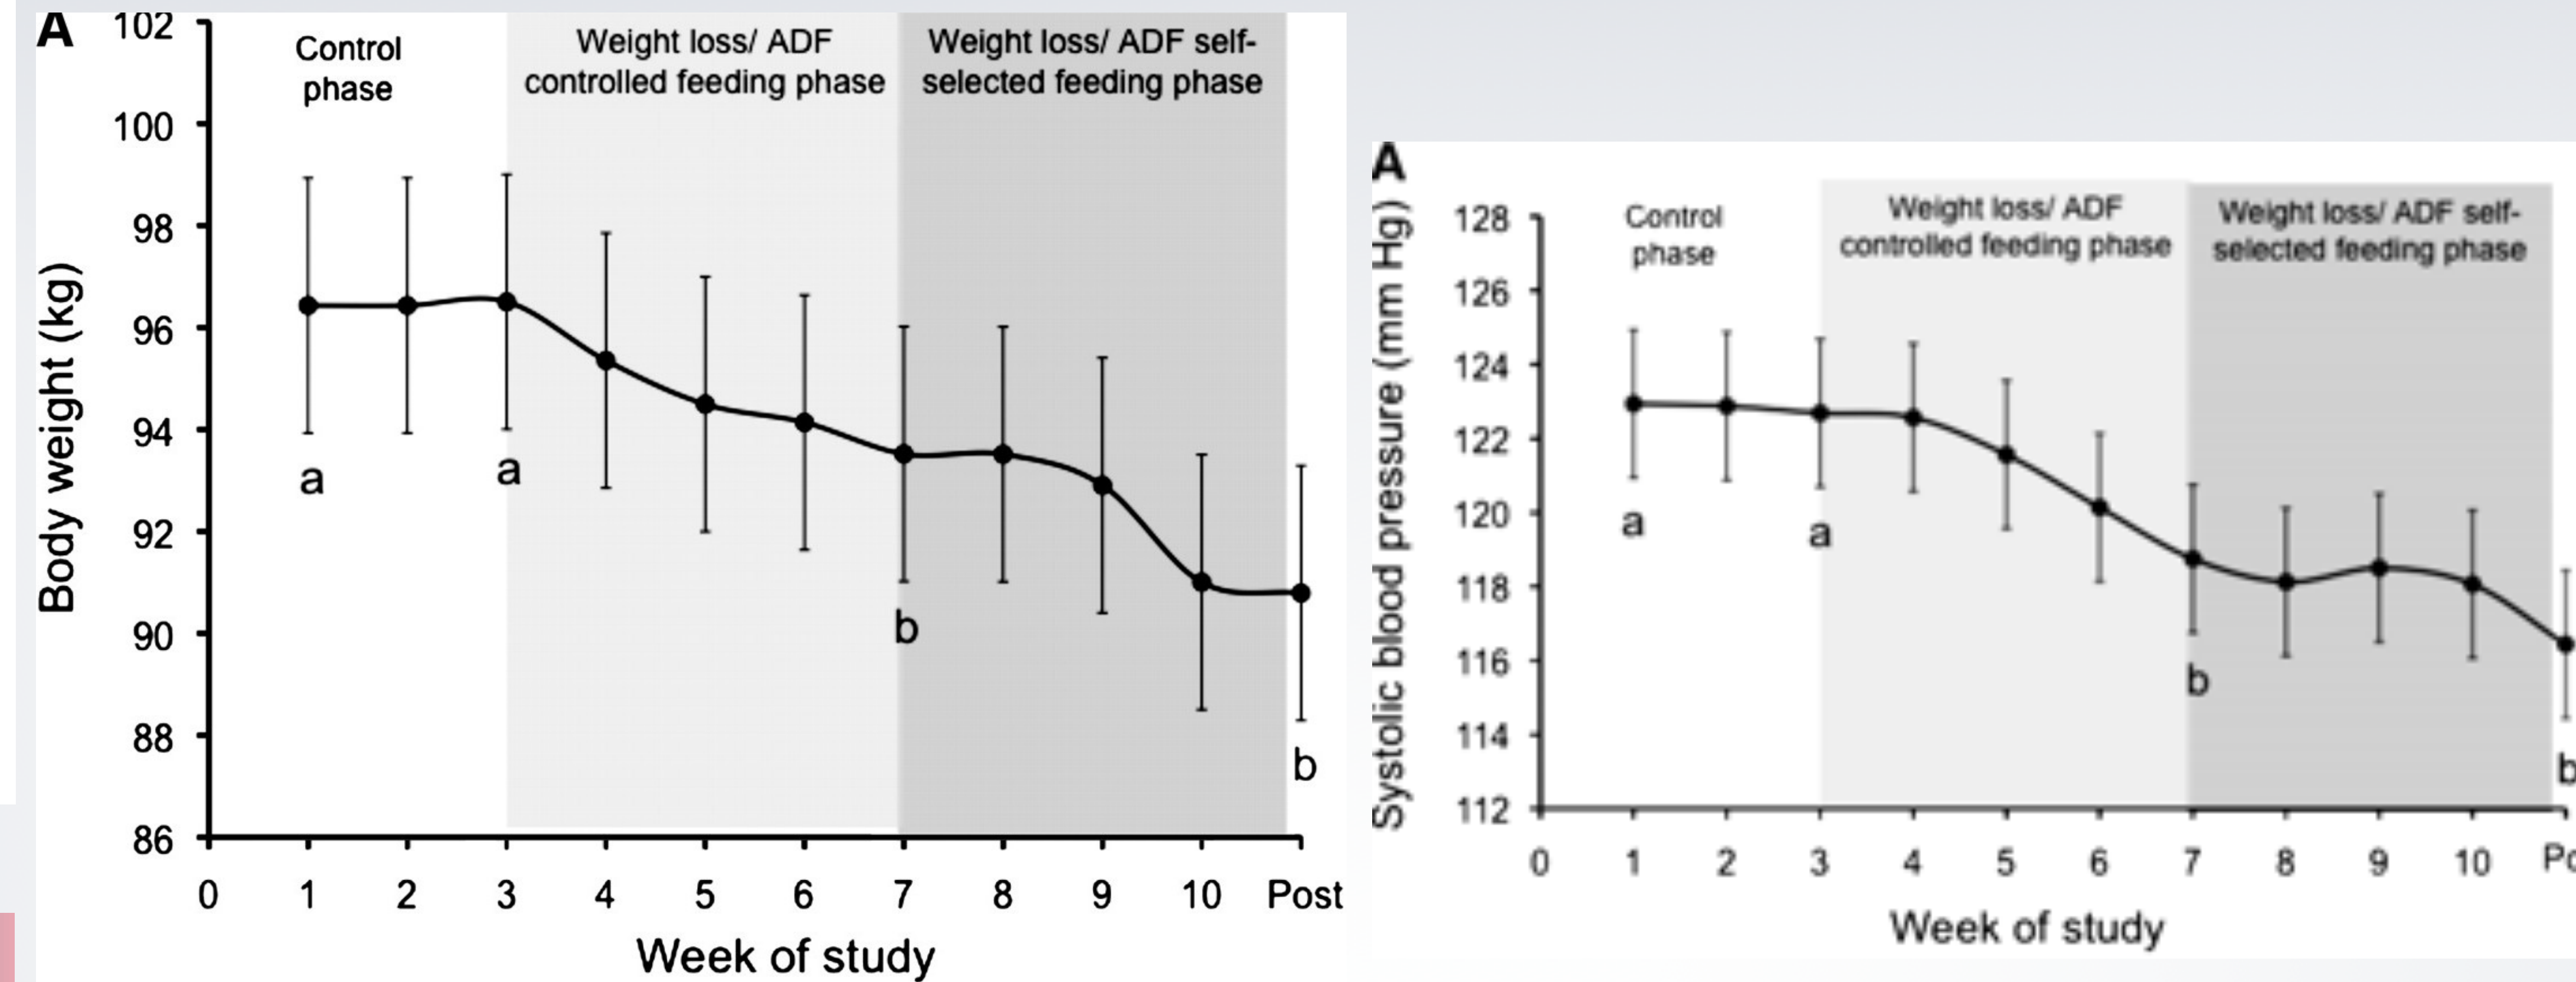 A
102
100
98
96
94
92
90
88
86
Body weight (kg)
Control
phase
Weight loss/ ADF
controlled feeding phase
Weight loss/ ADF self-
selected feeding phase
a
a
b
b
0 1 2 3 4 5 6 7 8 9 10 Post
Week of study
A
128
126
124
122
120
118
116
114
112
Systolic blood pressure (mm Hg)
Control
phase
Weight loss/ ADF
controlled feeding phase
Weight loss/ ADF self-
selected feeding phase
a
a
b
b
0 1 2 3 4 5 6 7 8 9 10
Week of study